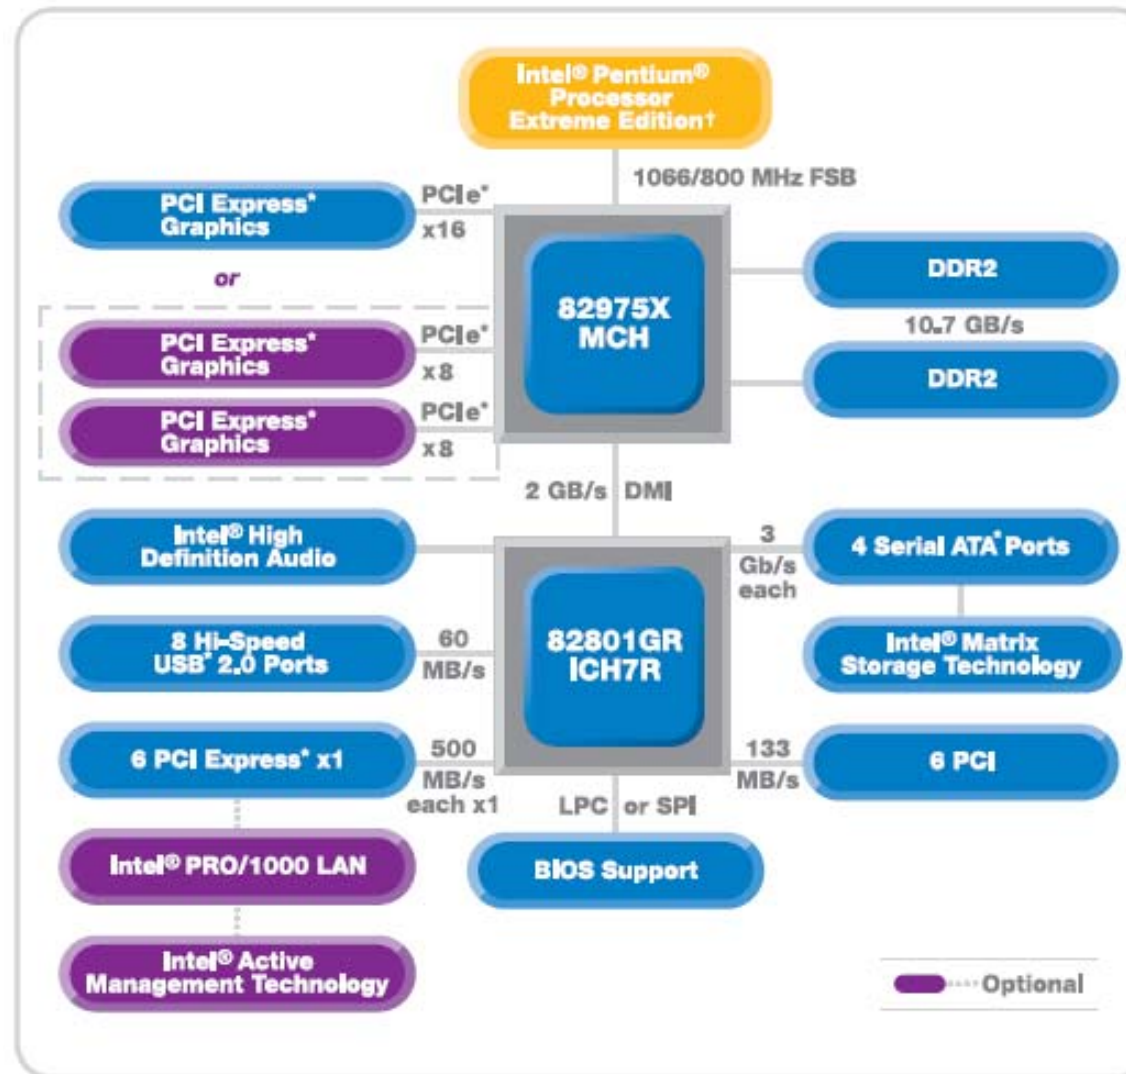 Intel® Pentium®
Processor
Extreme Edition†
1066/800 MHz FSB
PCI Express*
Graphics
PCIe*
x16
or
PCI Express*
Graphics
PCIe*
x8
PCI Express*
Graphics
PCIe*
x8
82975X
MCH
DDR2
10.7 GB/s
DDR2
2 GB/s DMI
Intel® High
Definition Audio
8 Hi-Speed
USB* 2.0 Ports
60
MB/s
6 PCI Express* x1
500
MB/s
each x1
82801GR
ICH7R
3
Gb/s
each
4 Serial ATA* Ports
Intel® Matrix
Storage Technology
133
MB/s
6 PCI
LPC or SPI
BIOS Support
Intel® PRO/1000 LAN
Intel® Active
Management Technology
Optional